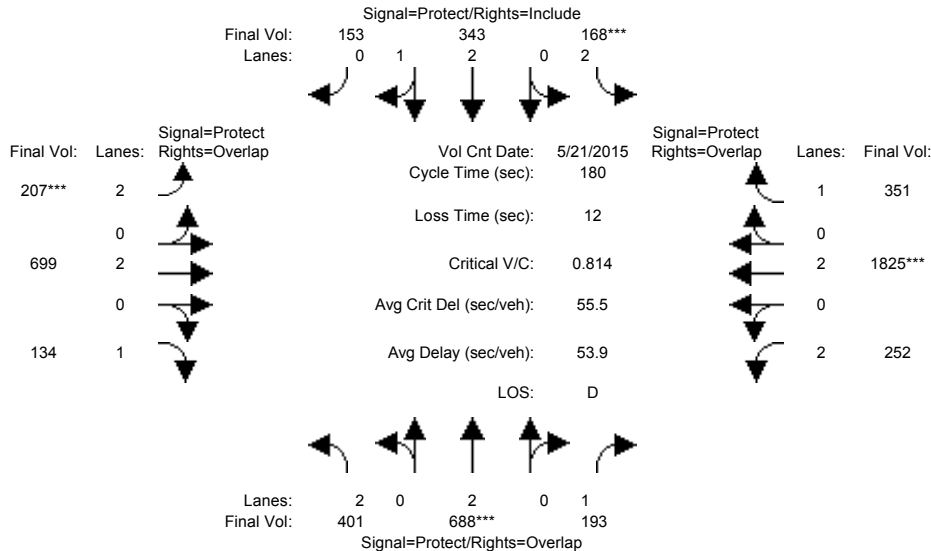 Signal=Protect/Rights=Include
Final Vol: 153 343 168***
Lanes: 0 1 2 0 2
Signal=Protect Signal=Protect
Final Vol: Lanes: Rights=Overlap Vol Cnt Date: 5/21/2015 Rights=Overlap Lanes: Final Vol:
Cycle Time (sec): 180
207*** 2 1 351
Loss Time (sec): 12
0 0
699 2 Critical V/C: 0.814 2 1825***
0 Avg Crit Del (sec/veh): 55.5 0
134 1 Avg Delay (sec/veh): 53.9 2 252
LOS: D
Lanes: 2 0 2 0 1
Final Vol: 401 688*** 193
Signal=Protect/Rights=Overlap